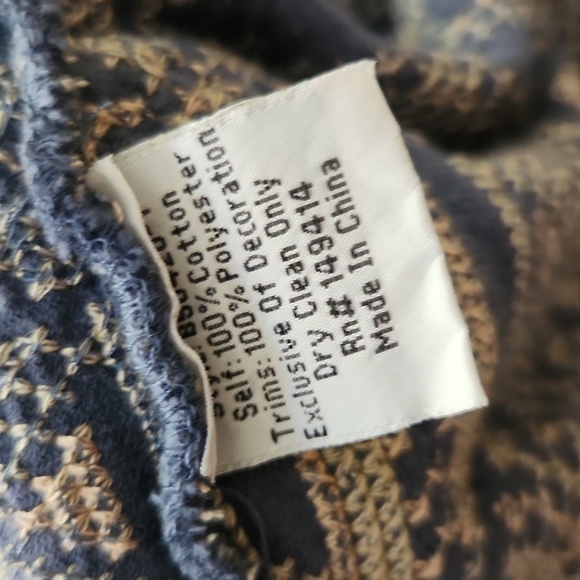 Self: 100% Cotton
Trims: 100% Polyester
Exclusive Of Decoration
Dry Clean Only
Rn# 149414
Made In China